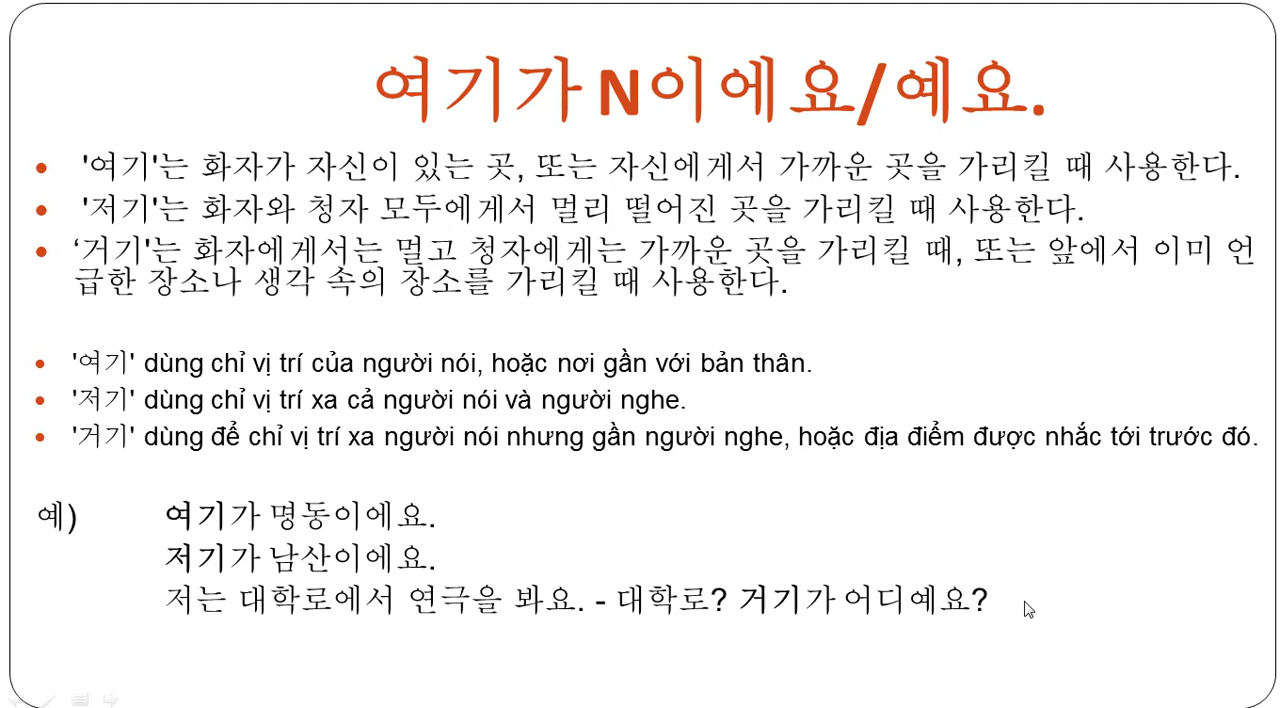 여기가 N이에요/예요.
'여기'는 화자가 자신이 있는 곳, 또는 자신에게서 가까운 곳을 가리킬 때 사용한다.
'저기'는 화자와 청자 모두에게서 멀리 떨어진 곳을 가리킬 때 사용한다.
‘거기'는 화자에게서는 멀고 청자에게는 가까운 곳을 가리킬 때, 또는 앞에서 이미 언
급한 장소나 생각 속의 장소를 가리킬 때 사용한다.
'여기' dùng chỉ vị trí của người nói, hoặc nơi gần với bản thân.
'저기' dùng chỉ vị trí xa cả người nói và người nghe.
'거기' dùng để chỉ vị trí xa người nói nhưng gần người nghe, hoặc địa điểm được nhắc tới trước đó.
예) 여기가 명동이에요.
저기가 남산이에요.
저는 대학로에서 연극을 봐요. - 대학로? 거기가 어디예요?